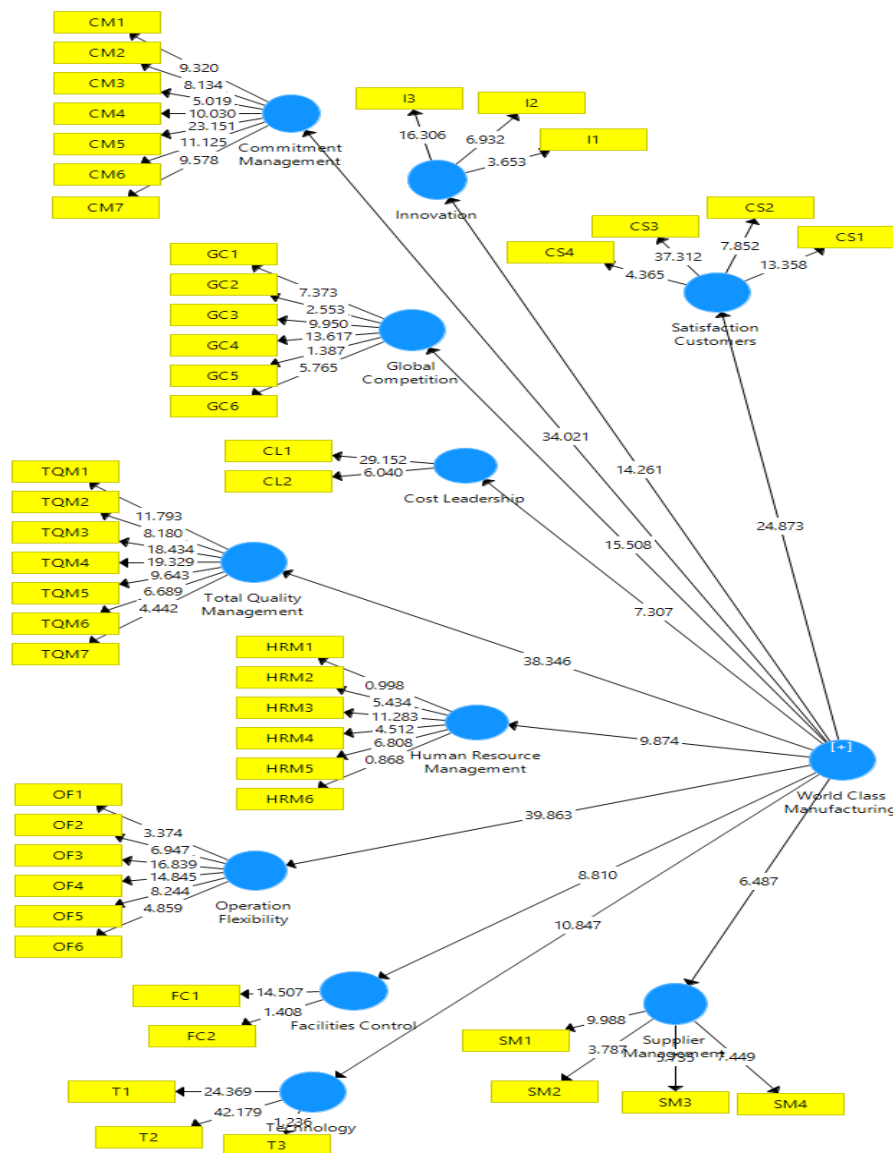 CM1
CM2
CM3
CM4
CM5
CM6
CM7
9.320
8.134
5.019
10.030
23.151
11.125
9.578
Commitment
Management
I3
I2
I1
16.306
6.932
3.653
Innovation
CS4
CS3
CS2
CS1
4.365
37.312
7.852
13.358
Satisfaction
Customers
GC1
GC2
GC3
GC4
GC5
GC6
7.373
2.553
9.950
13.617
1.387
5.765
Global
Competition
CL1
CL2
29.152
6.040
Cost Leadership
34.021
14.261
15.508
24.873
7.307
TQM1
TQM2
TQM3
TQM4
TQM5
TQM6
TQM7
11.793
8.180
18.434
19.329
9.643
6.689
4.442
Total Quality
Management
38.346
HRM1
HRM2
HRM3
HRM4
HRM5
HRM6
0.998
5.434
11.283
4.512
6.808
0.868
Human Resource
Management
9.874
[+]
World Class
Manufacturing
OF1
OF2
OF3
OF4
OF5
OF6
3.374
6.947
16.839
14.845
8.244
4.859
Operation
Flexibility
39.863
8.810
10.847
6.487
FC1
FC2
14.507
1.408
Facilities Control
SM1
SM2
SM3
SM4
9.988
3.787
7.449
Supplier
Management
T1
T2
T3
24.369
42.179
1.236
Technology